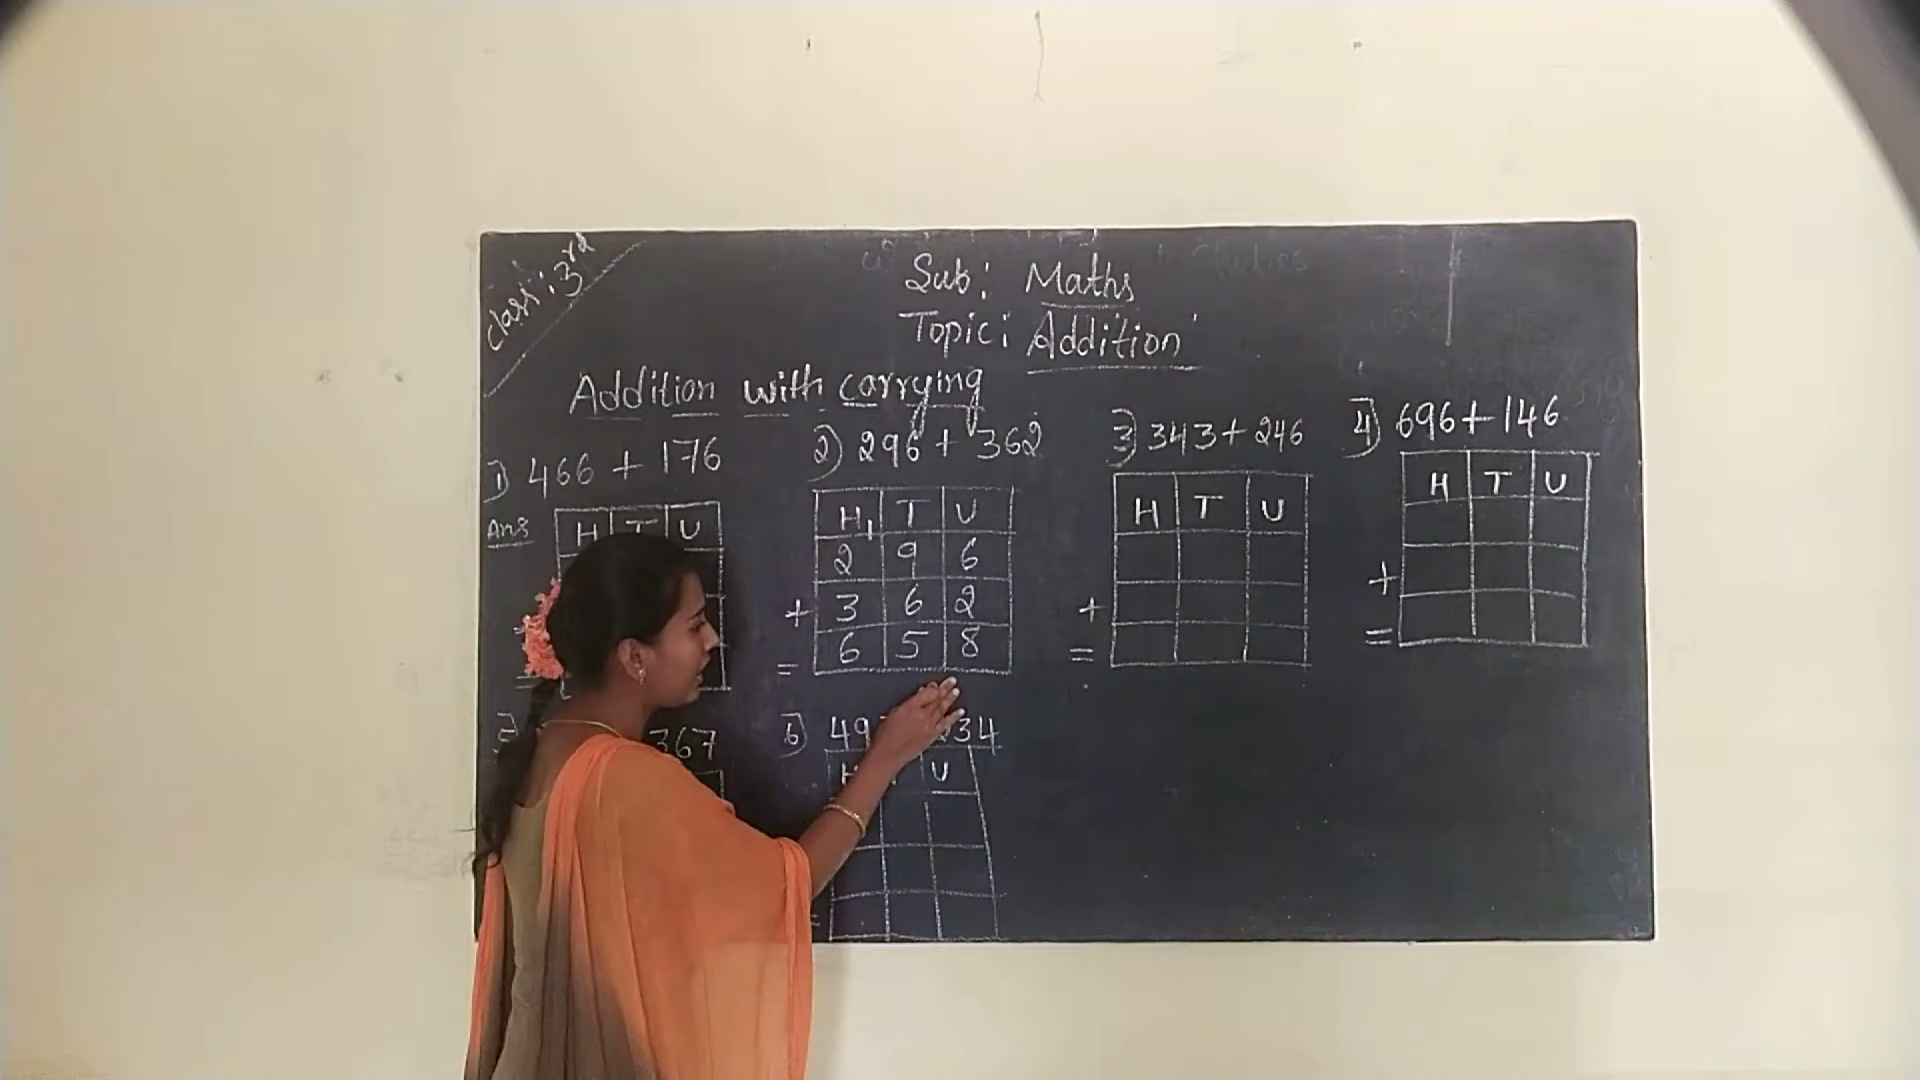 Class: 3rd
Sub: Maths
Topic: Addition
Addition with carrying
1) 466 + 176
Ans
H T U
2) 296 + 362
H T U
1
2 9 6
+ 3 6 2
= 6 5 8
3) 343 + 246
H T U
+
=
4) 696 + 146
H T U
+
=
367
6) 49 34
H U
=